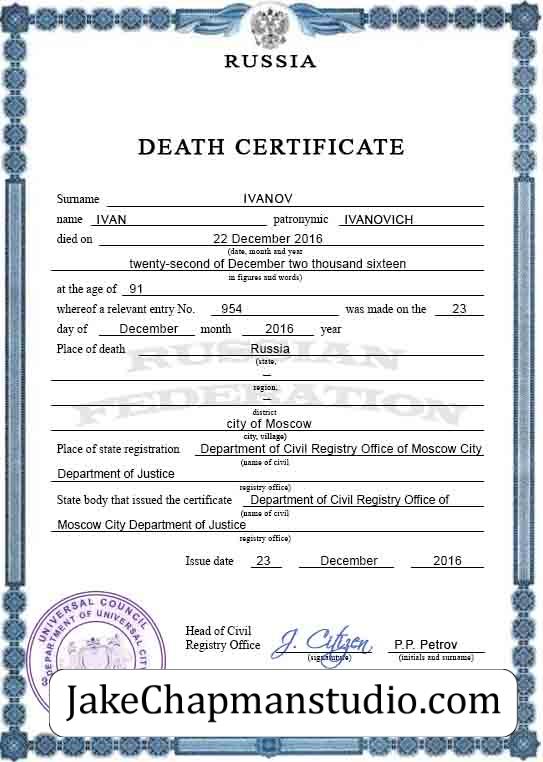 RUSSIA
DEATH CERTIFICATE
Surname IVANOV
name IVAN patronymic IVANOVICH
died on 22 December 2016
(date, month and year
twenty-second of December two thousand sixteen
in figures and words)
at the age of 91
whereof a relevant entry No. 954 was made on the 23
day of December month 2016 year
Place of death Russia
RUSSIAN
(state,
—
region,
—
FEDERATION
district
city of Moscow
city, village)
Place of state registration Department of Civil Registry Office of Moscow City
(name of civil
Department of Justice
registry office)
State body that issued the certificate Department of Civil Registry Office of
(name of civil
Moscow City Department of Justice
registry office)
Issue date 23 December 2016
UNIVERSAL COUNCIL
DEPARTMENT OF UNIVERSAL CITY
Head of Civil
Registry Office J. Citizen P.P. Petrov
(signature) (initials and surname)
JakeChapmanstudio.com